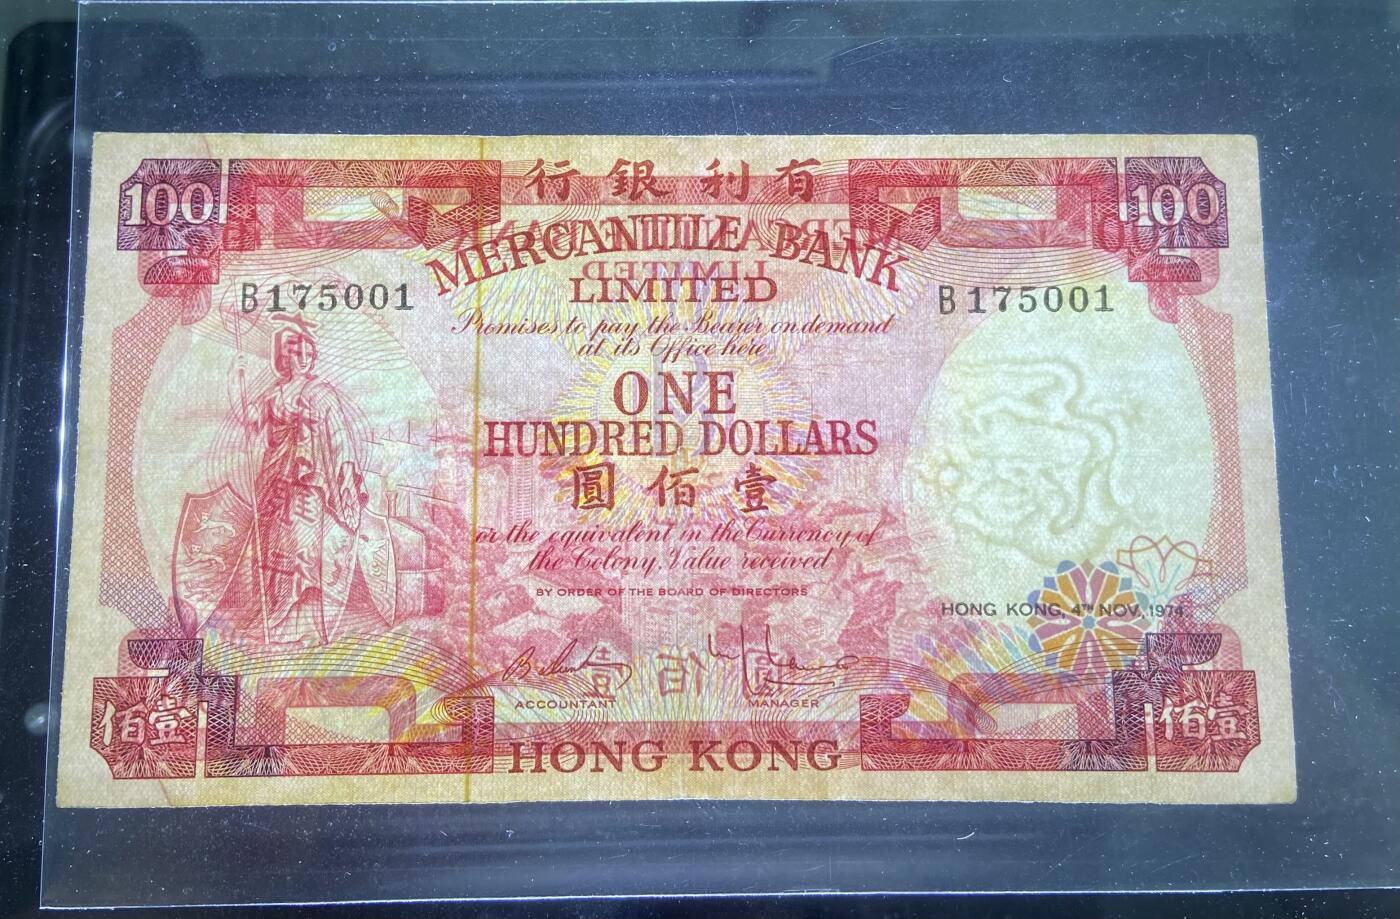 行銀利有
100
100
MERCANTILE BANK
LIMITED
B175001
B175001
Promises to pay the Bearer on demand
at its Office here
ONE
HUNDRED DOLLARS
圓佰壹
or the equivalent in the Currency of
the Colony, Value received
BY ORDER OF THE BOARD OF DIRECTORS
HONG KONG, 4TH NOV. 1974
ACCOUNTANT
MANAGER
佰壹
佰壹
HONG KONG